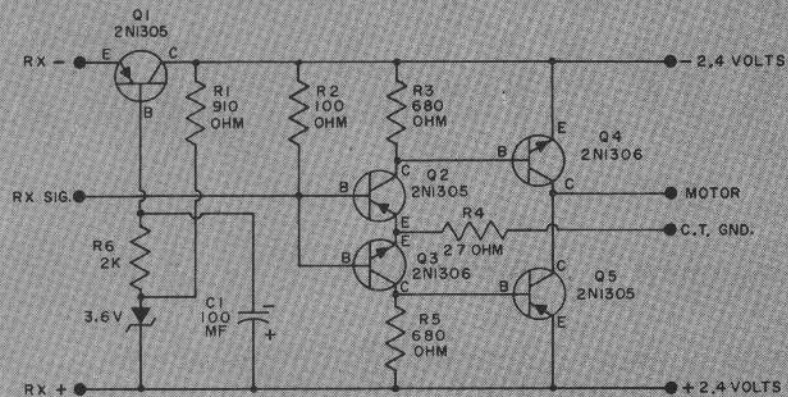 Q1
2N1305
RX -
E
C
B
- 2.4 VOLTS
R1
910
OHM
R2
100
OHM
R3
680
OHM
E
B
Q4
2N1306
C
C
Q2
B
2N1305
RX SIG.
MOTOR
E
R4
C.T. GND.
27 OHM
E
R6
2K
B
Q3
2N1306
C
C
Q5
B
2N1305
E
3.6V
C1
100
MF
-
+
R5
680
OHM
RX +
+ 2.4 VOLTS